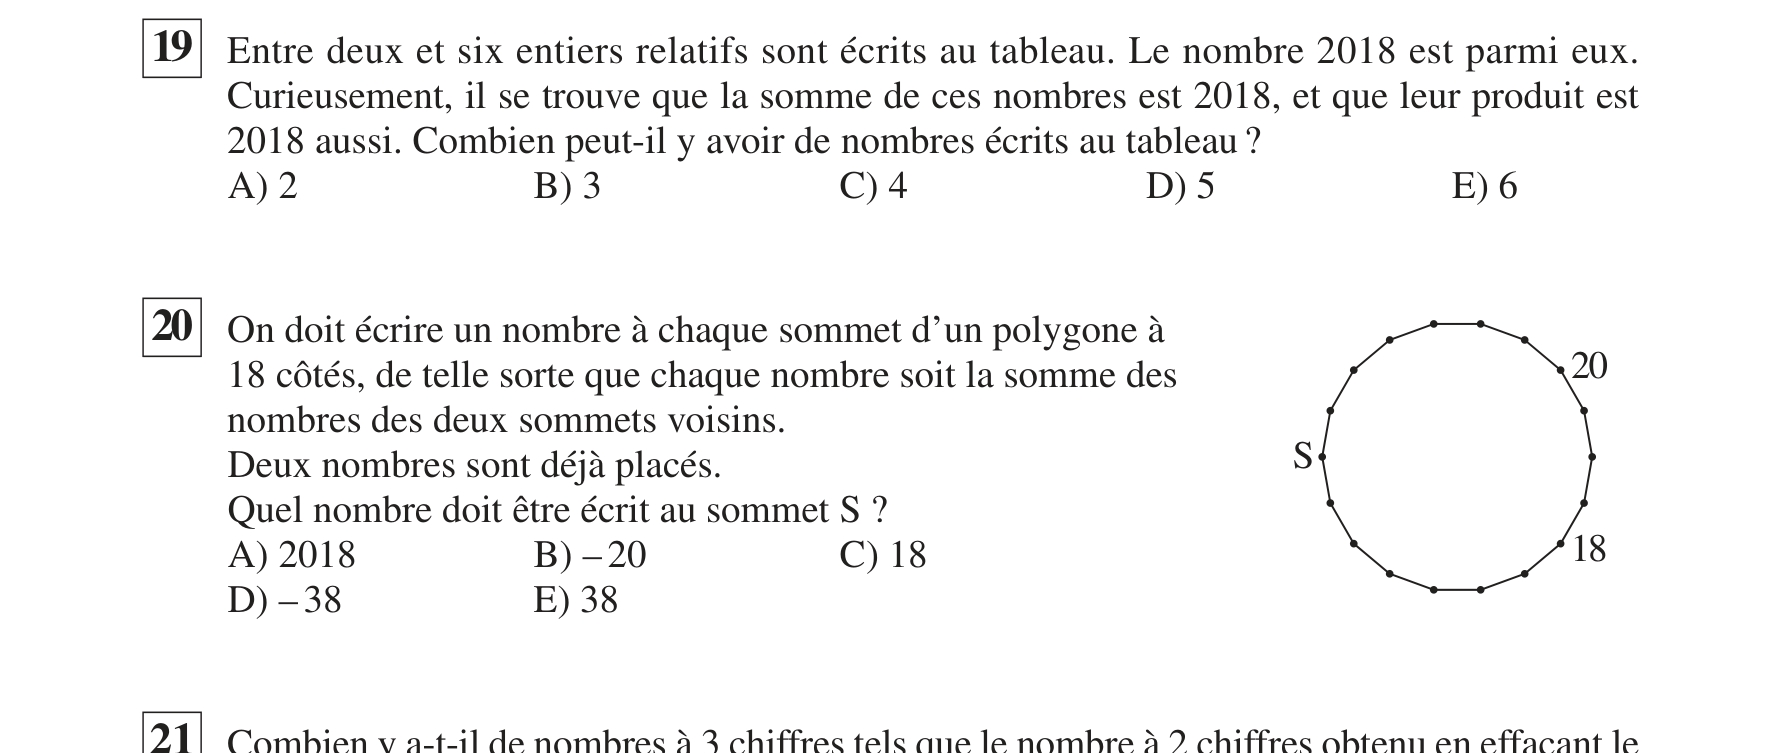 19 Entre deux et six entiers relatifs sont écrits au tableau. Le nombre 2018 est parmi eux.
Curieusement, il se trouve que la somme de ces nombres est 2018, et que leur produit est
2018 aussi. Combien peut-il y avoir de nombres écrits au tableau ?
A) 2 B) 3 C) 4 D) 5 E) 6
20 On doit écrire un nombre à chaque sommet d’un polygone à
18 côtés, de telle sorte que chaque nombre soit la somme des
nombres des deux sommets voisins.
Deux nombres sont déjà placés.
Quel nombre doit être écrit au sommet S ?
A) 2018 B) –20 C) 18
D) –38 E) 38
20
S
18
21 Combien y a-t-il de nombres à 3 chiffres tels que le nombre à 2 chiffres obtenu en effaçant le